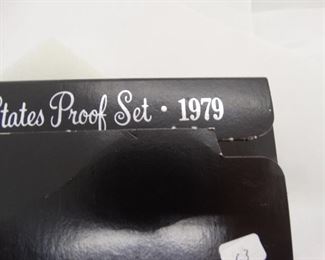 States Proof Set · 1979